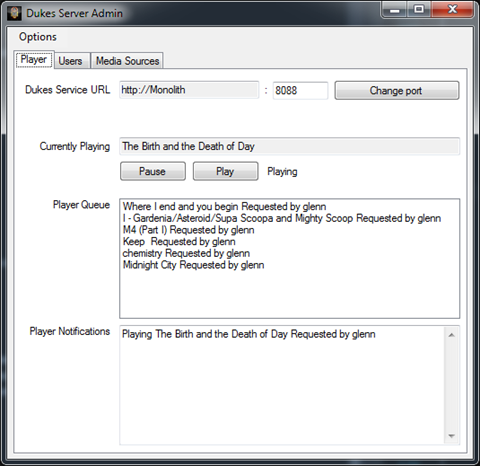 Dukes Server Admin
Options
Player Users Media Sources
Dukes Service URL http://Monolith : 8088 Change port
Currently Playing The Birth and the Death of Day
Pause Play Playing
Player Queue
Where I end and you begin Requested by glenn
I - Gardenia/Asteroid/Supa Scoopa and Mighty Scoop Requested by glenn
M4 (Part I) Requested by glenn
Keep  Requested by glenn
chemistry Requested by glenn
Midnight City Requested by glenn
Player Notifications
Playing The Birth and the Death of Day Requested by glenn